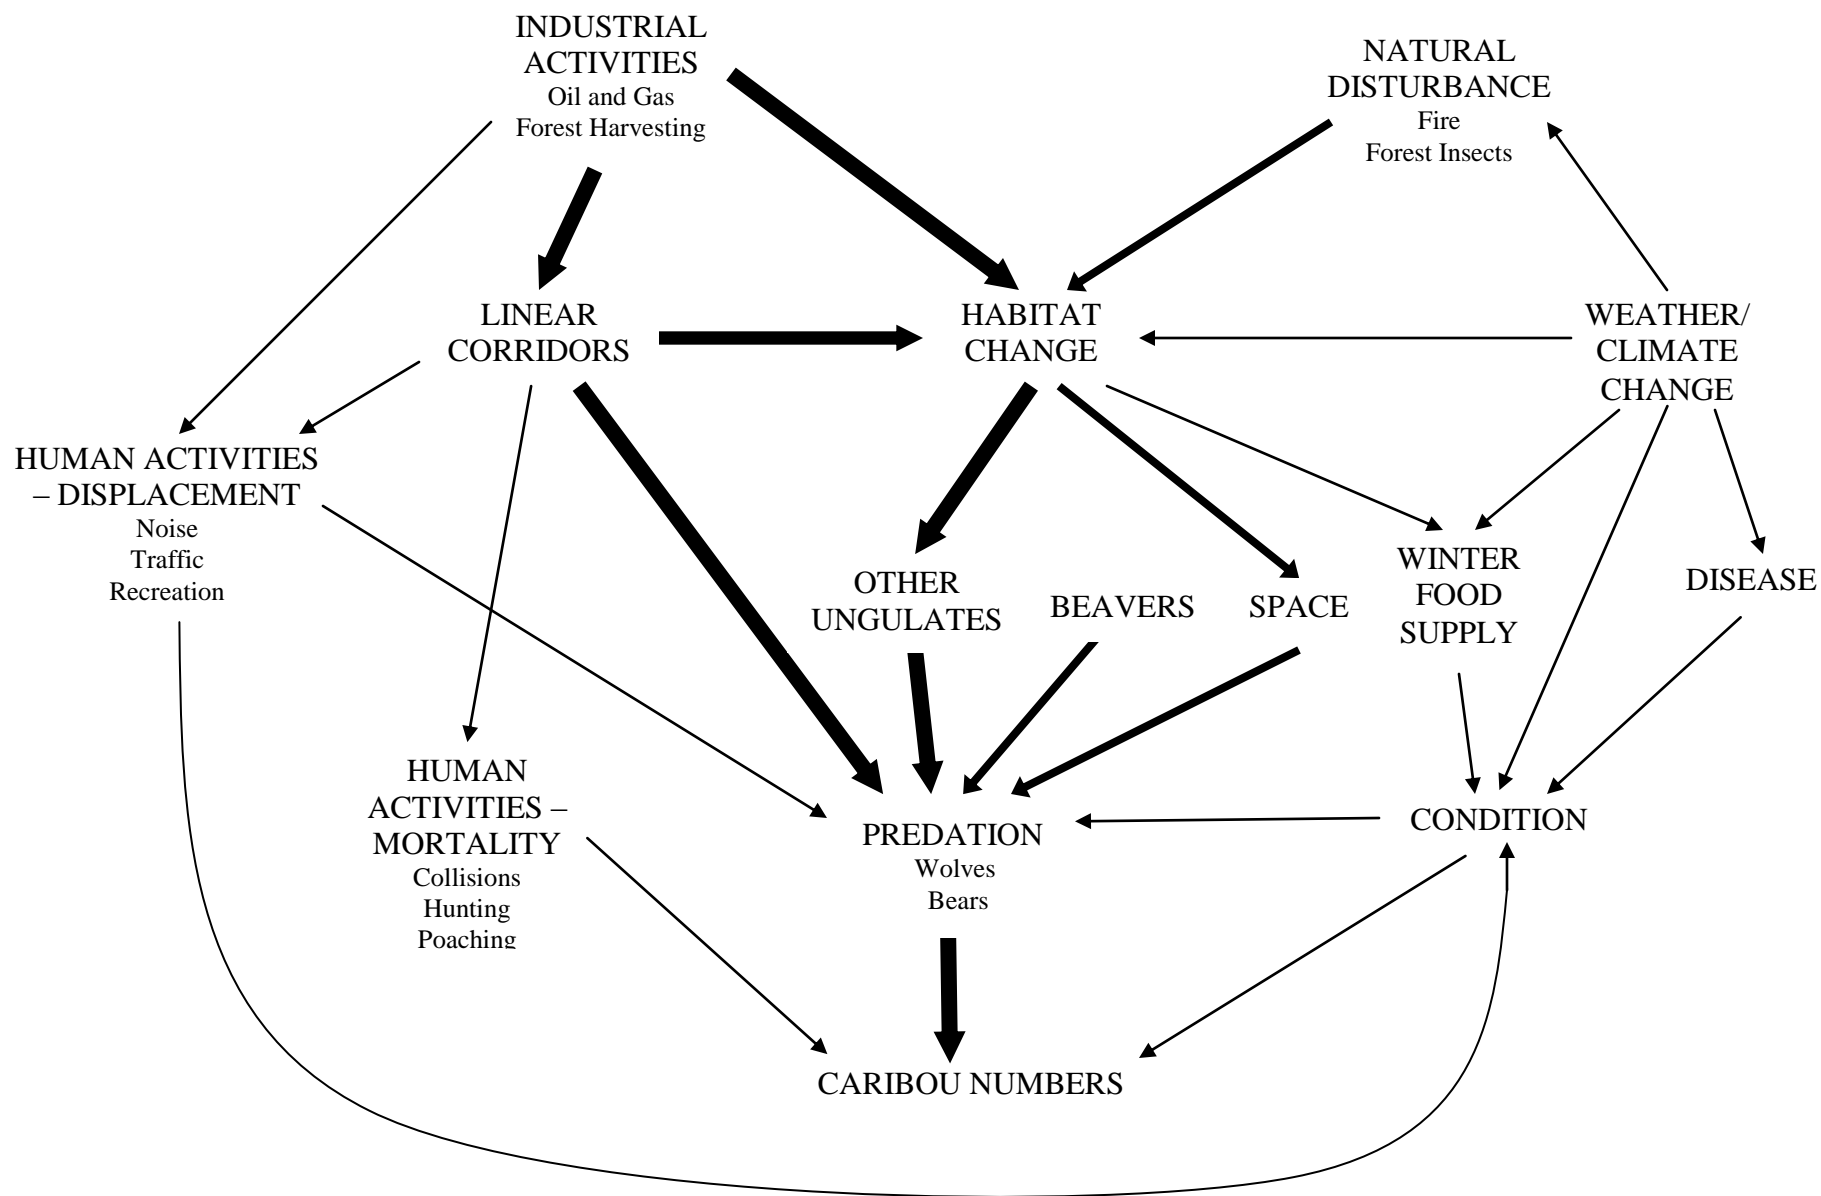 INDUSTRIAL
ACTIVITIES
Oil and Gas
Forest Harvesting
NATURAL
DISTURBANCE
Fire
Forest Insects
LINEAR
CORRIDORS
HABITAT
CHANGE
WEATHER/
CLIMATE
CHANGE
HUMAN ACTIVITIES
– DISPLACEMENT
Noise
Traffic
Recreation
OTHER
UNGULATES
BEAVERS
SPACE
WINTER
FOOD
SUPPLY
DISEASE
HUMAN
ACTIVITIES –
MORTALITY
Collisions
Hunting
Poaching
PREDATION
Wolves
Bears
CONDITION
CARIBOU NUMBERS